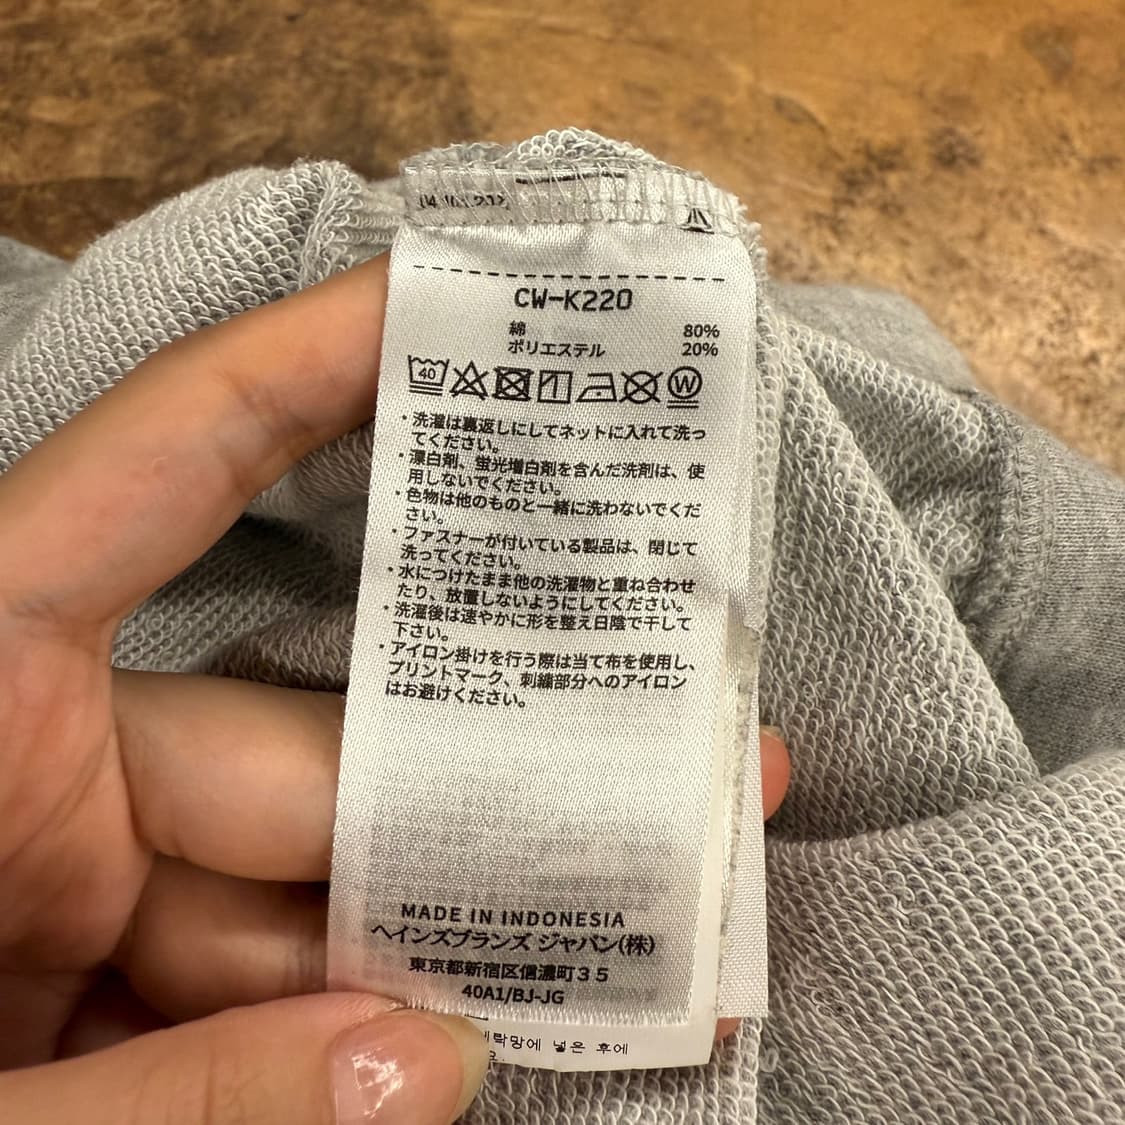 CW-K220
綿 80%
ポリエステル 20%
40
W
・洗濯は裏返しにしてネットに入れて洗っ
てください。
・漂白剤、蛍光増白剤を含んだ洗剤は、使
用しないでください。
・色物は他のものと一緒に洗わないでくだ
さい。
・ファスナーが付いている製品は、閉じて
洗ってください。
・水につけたまま他の洗濯物と重ね合わせ
たり、放置しないようにしてください。
・洗濯後は速やかに形を整え日陰で干して
下さい。
・アイロン掛けを行う際は当て布を使用し、
プリントマーク、刺繍部分へのアイロン
はお避けください。
MADE IN INDONESIA
ヘインズブランズ ジャパン(株)
東京都新宿区信濃町35
40A1/BJ-JG
세탁망에 넣은 후에